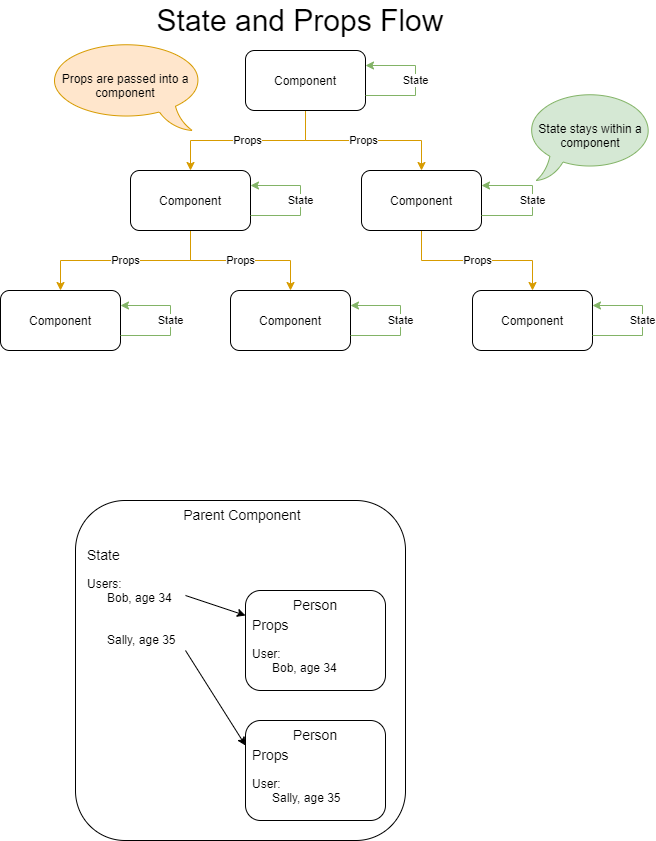 State and Props Flow
Props are passed into a
component
Component
State
State stays within a
component
Props
Props
Component
State
Component
State
Props
Props
Props
Component
State
Component
State
Component
State
Parent Component
State
Users:
Bob, age 34
Sally, age 35
Person
Props
User:
Bob, age 34
Person
Props
User:
Sally, age 35